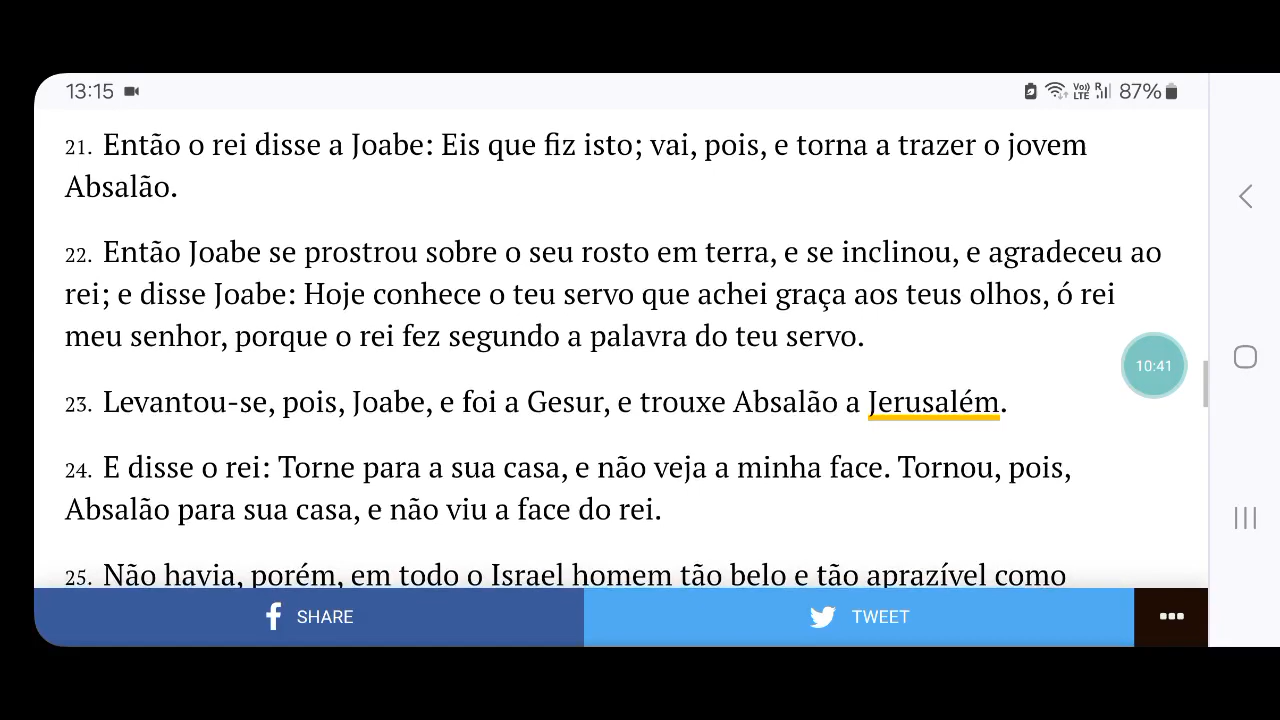 13:15
Vo) R
LTE 87%
21. Então o rei disse a Joabe: Eis que fiz isto; vai, pois, e torna a trazer o jovem
Absalão.
22. Então Joabe se prostrou sobre o seu rosto em terra, e se inclinou, e agradeceu ao
rei; e disse Joabe: Hoje conhece o teu servo que achei graça aos teus olhos, ó rei
meu senhor, porque o rei fez segundo a palavra do teu servo.
10:41
23. Levantou-se, pois, Joabe, e foi a Gesur, e trouxe Absalão a Jerusalém.
24. E disse o rei: Torne para a sua casa, e não veja a minha face. Tornou, pois,
Absalão para sua casa, e não viu a face do rei.
25. Não havia, porém, em todo o Israel homem tão belo e tão aprazível como
SHARE
TWEET